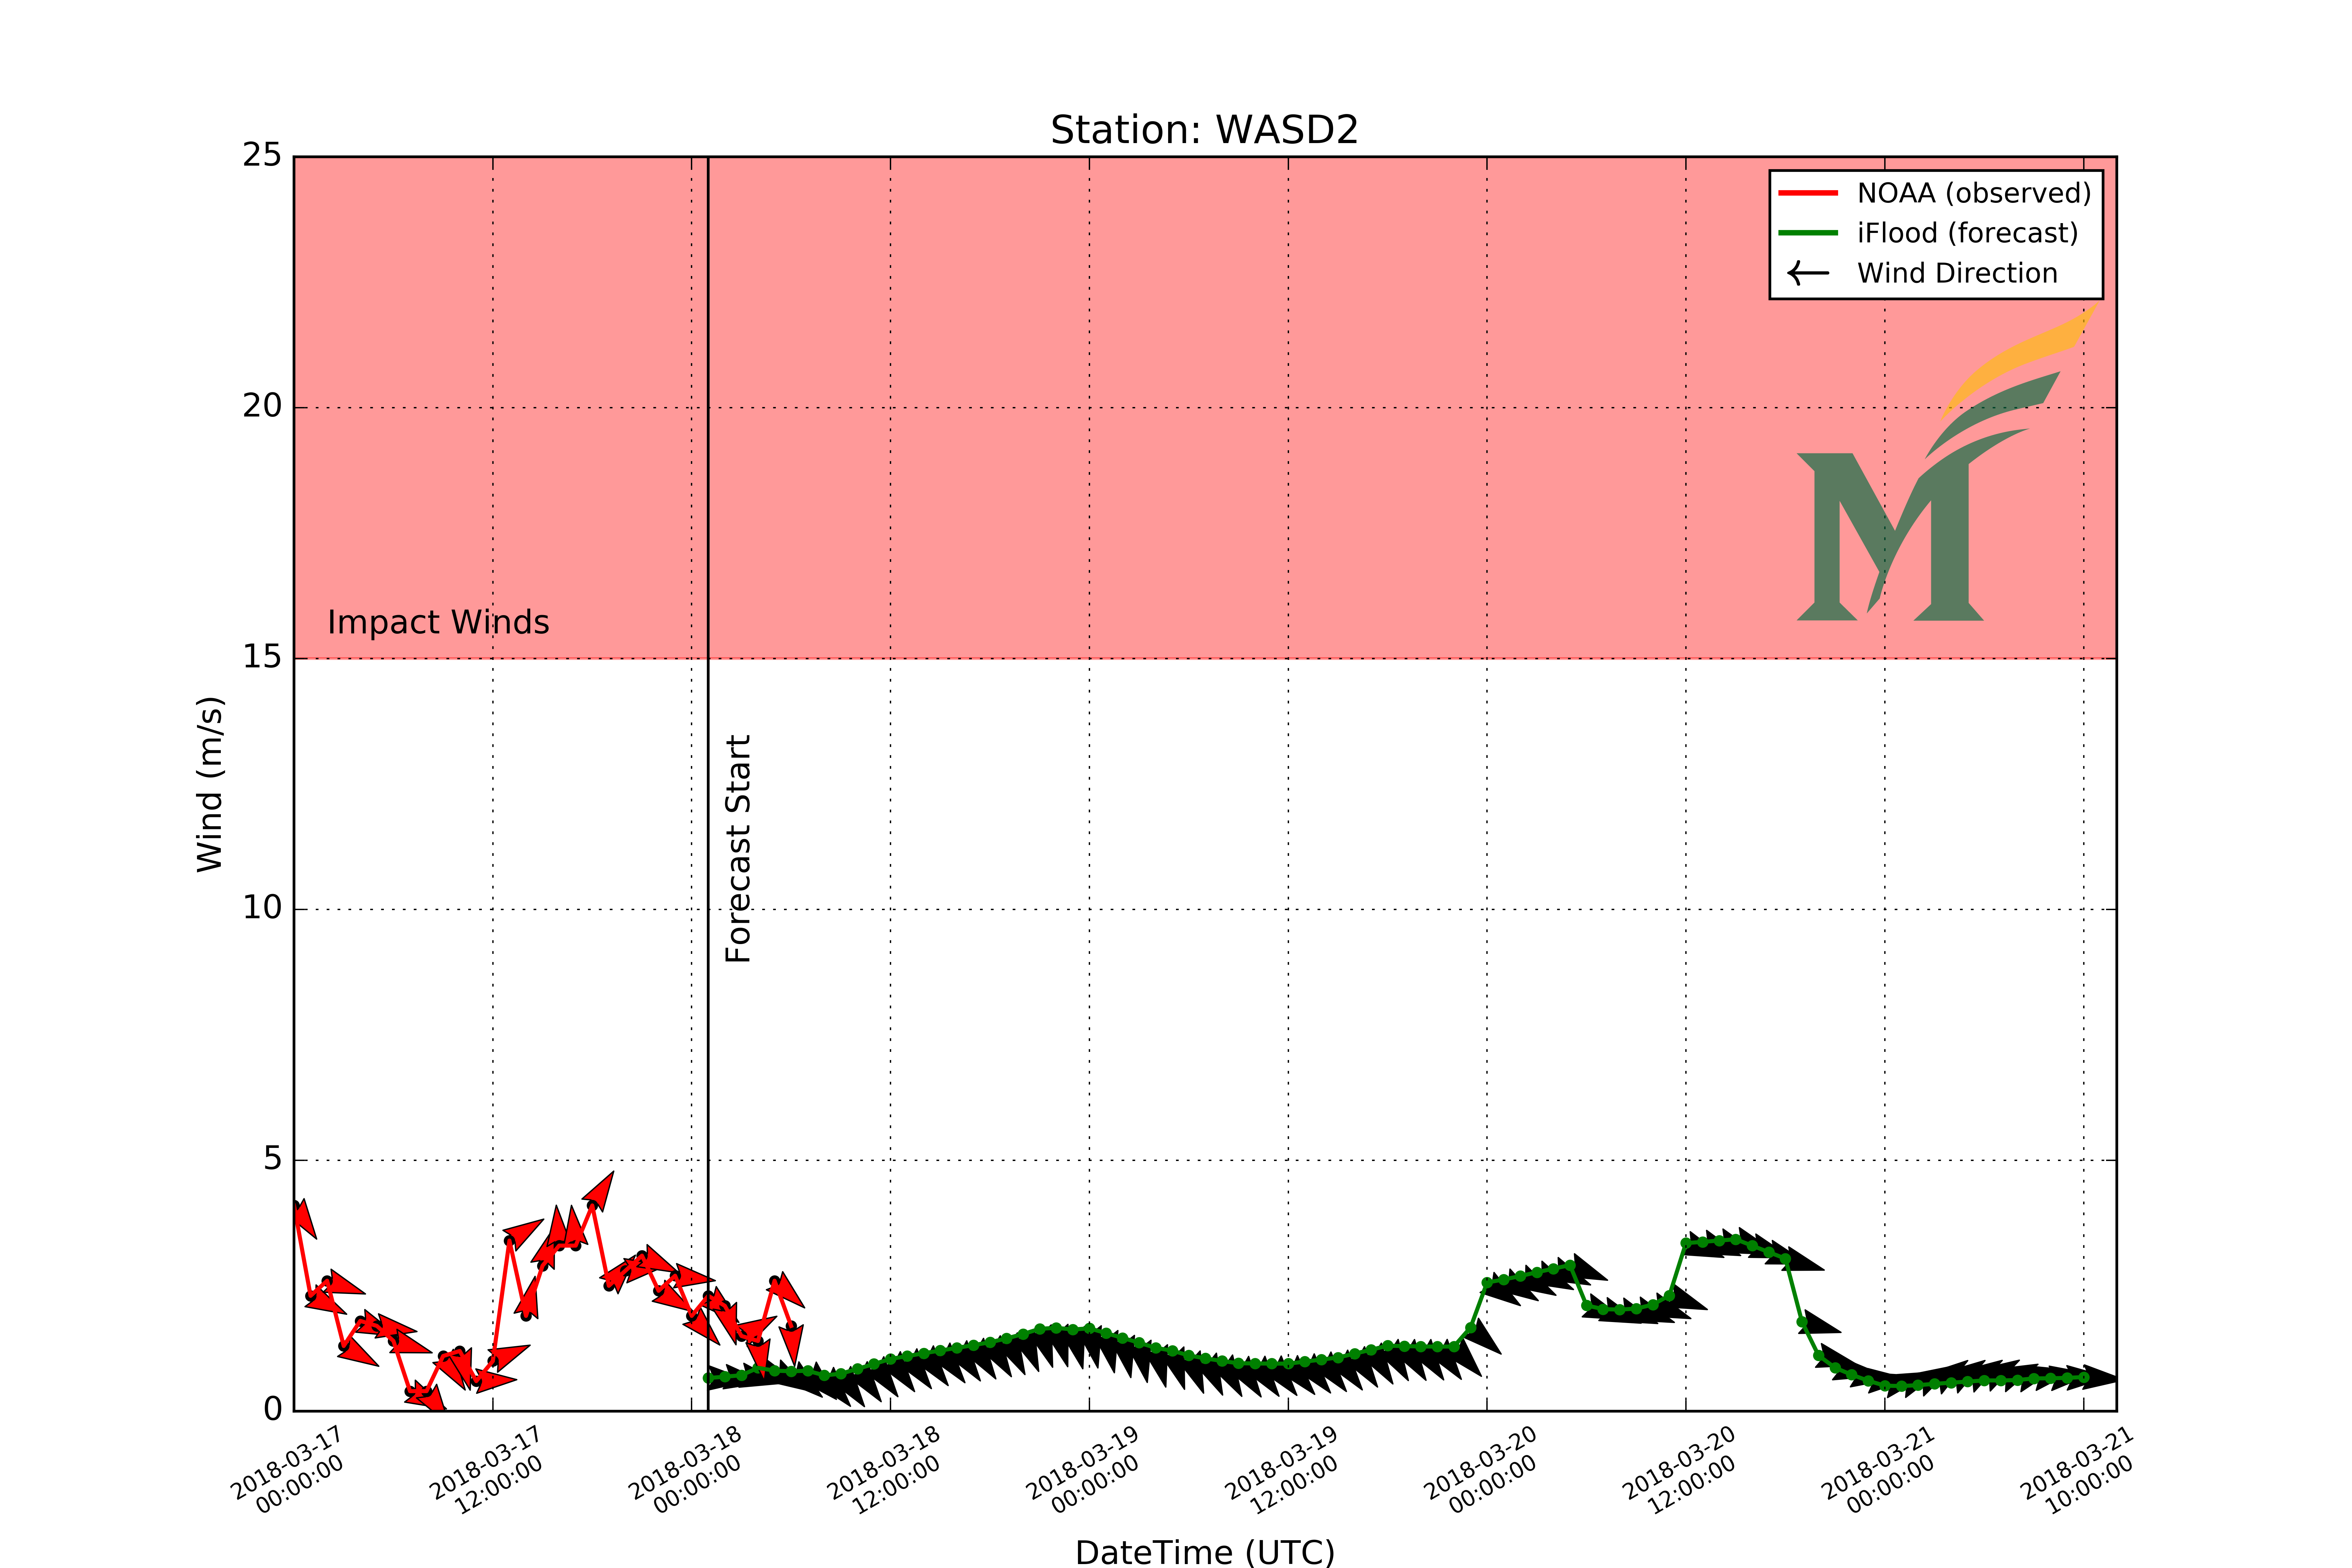 Station: WASD2
25
20
15
10
5
0
Wind (m/s)
NOAA (observed)
iFlood (forecast)
Wind Direction
Impact Winds
Forecast Start
2018-03-17
00:00:00
2018-03-17
12:00:00
2018-03-18
00:00:00
2018-03-18
12:00:00
2018-03-19
00:00:00
2018-03-19
12:00:00
2018-03-20
00:00:00
2018-03-20
12:00:00
2018-03-21
00:00:00
2018-03-21
10:00:00
DateTime (UTC)
M